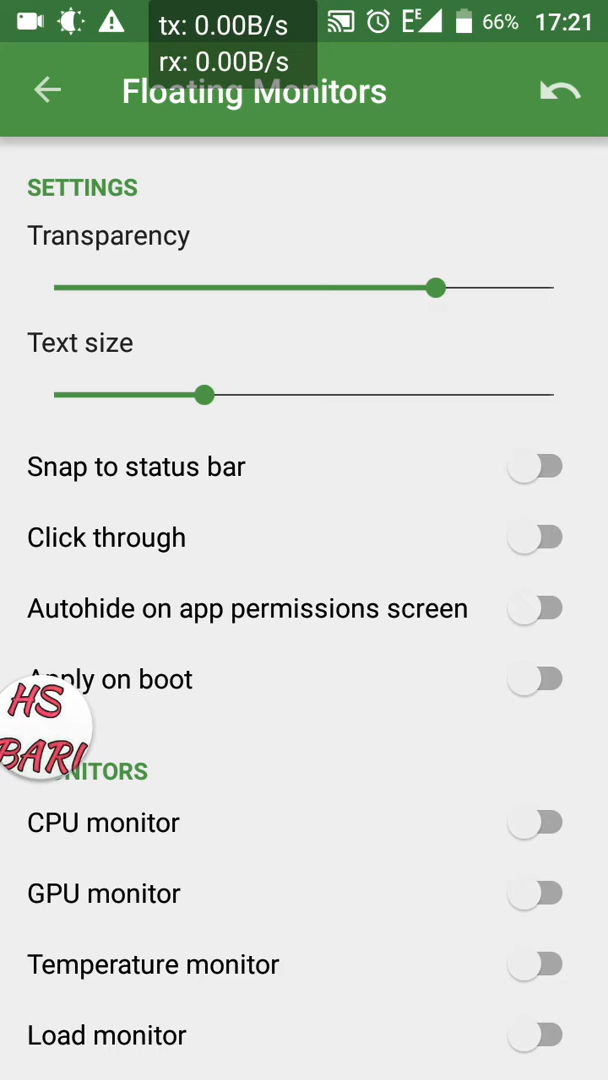 tx: 0.00B/s
rx: 0.00B/s
66%
17:21
Floating Monitors
SETTINGS
Transparency
Text size
Snap to status bar
Click through
Autohide on app permissions screen
Apply on boot
HS
BARI
MONITORS
CPU monitor
GPU monitor
Temperature monitor
Load monitor